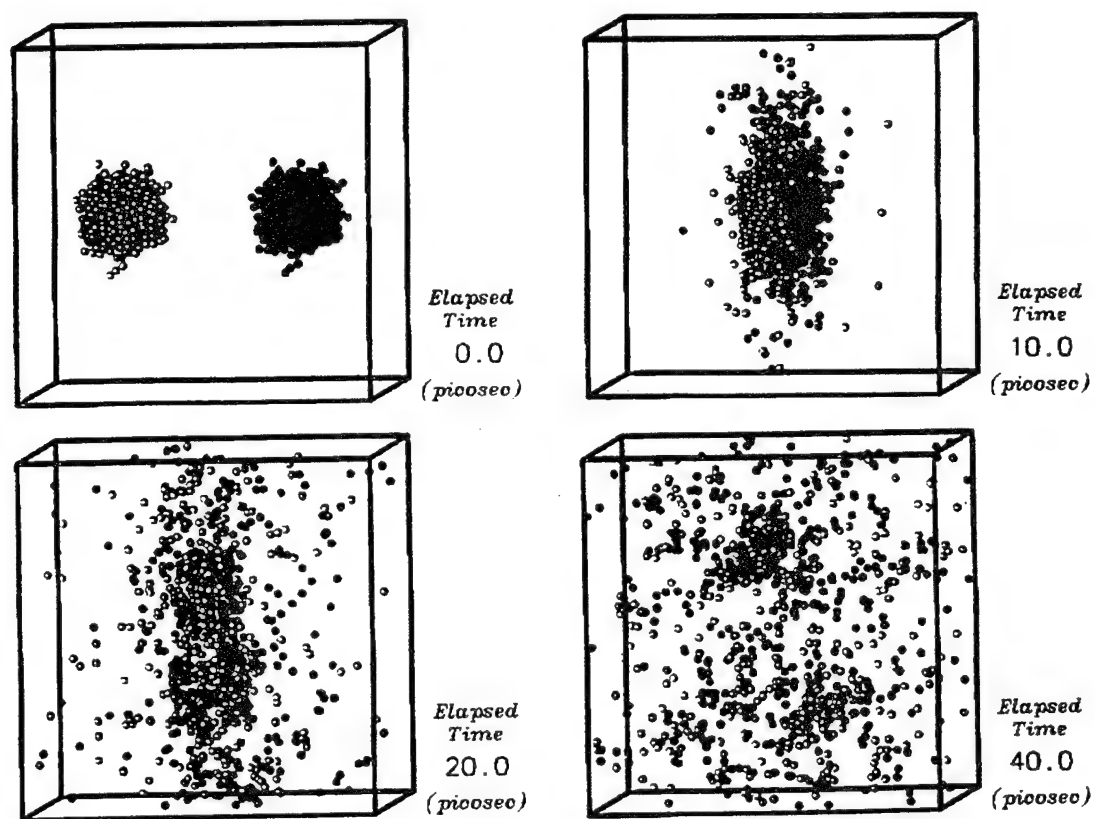 Elapsed
Time
0.0
(picosec)
Elapsed
Time
10.0
(picosec)
Elapsed
Time
20.0
(picosec)
Elapsed
Time
40.0
(picosec)